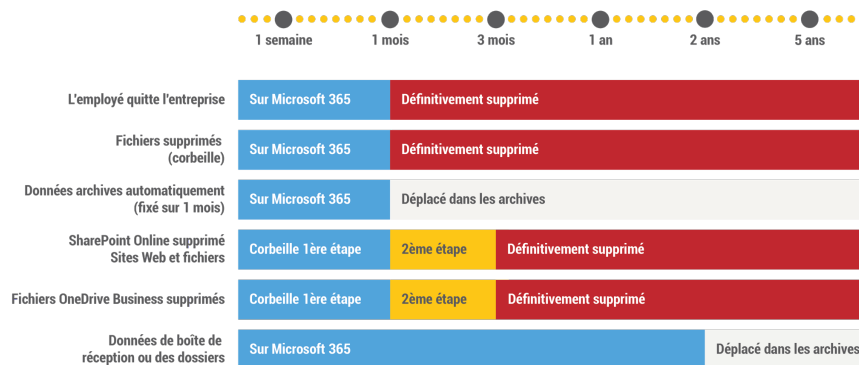 1 semaine 1 mois 3 mois 1 an 2 ans 5 ans
L'employé quitte l'entreprise Sur Microsoft 365 Définitivement supprimé
Fichiers supprimés
(corbeille) Sur Microsoft 365 Définitivement supprimé
Données archives automatiquement
(fixé sur 1 mois) Sur Microsoft 365 Déplacé dans les archives
SharePoint Online supprimé
Sites Web et fichiers Corbeille 1ère étape 2ème étape Définitivement supprimé
Fichiers OneDrive Business supprimés Corbeille 1ère étape 2ème étape Définitivement supprimé
Données de boîte de
réception ou des dossiers Sur Microsoft 365 Déplacé dans les archives